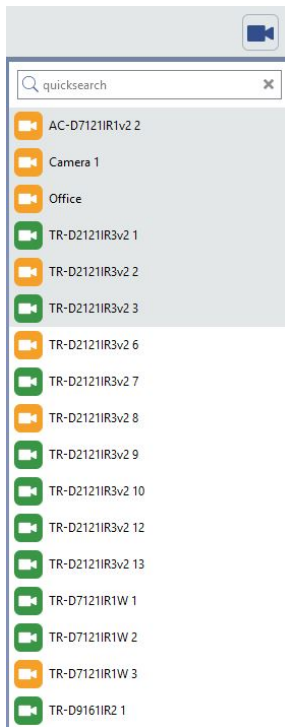 quicksearch
AC-D7121IR1v2 2
Camera 1
Office
TR-D2121IR3v2 1
TR-D2121IR3v2 2
TR-D2121IR3v2 3
TR-D2121IR3v2 6
TR-D2121IR3v2 7
TR-D2121IR3v2 8
TR-D2121IR3v2 9
TR-D2121IR3v2 10
TR-D2121IR3v2 12
TR-D2121IR3v2 13
TR-D7121IR1W 1
TR-D7121IR1W 2
TR-D7121IR1W 3
TR-D9161IR2 1